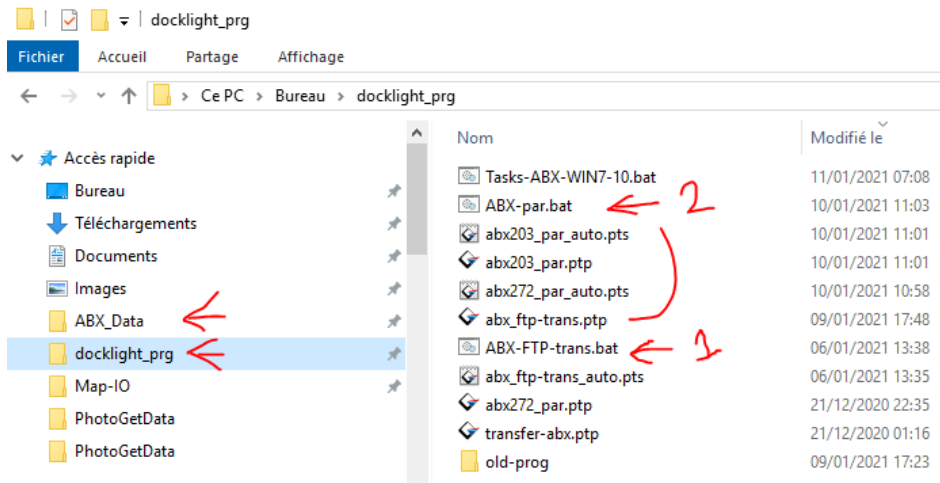 docklight_prg
Fichier Accueil Partage Affichage
Ce PC > Bureau > docklight_prg
Nom Modifié le
Accès rapide
Bureau
Téléchargements
Documents
Images
ABX_Data
docklight_prg
Map-IO
PhotoGetData
PhotoGetData
Tasks-ABX-WIN7-10.bat 11/01/2021 07:08
ABX-par.bat 2 10/01/2021 11:03
abx203_par_auto.pts 10/01/2021 11:01
abx203_par.ptp 10/01/2021 11:01
abx272_par_auto.pts 10/01/2021 10:58
abx_ftp-trans.ptp 09/01/2021 17:48
ABX-FTP-trans.bat 1 06/01/2021 13:38
abx_ftp-trans_auto.pts 06/01/2021 13:35
abx272_par.ptp 21/12/2020 22:35
transfer-abx.ptp 21/12/2020 01:16
old-prog 09/01/2021 17:23